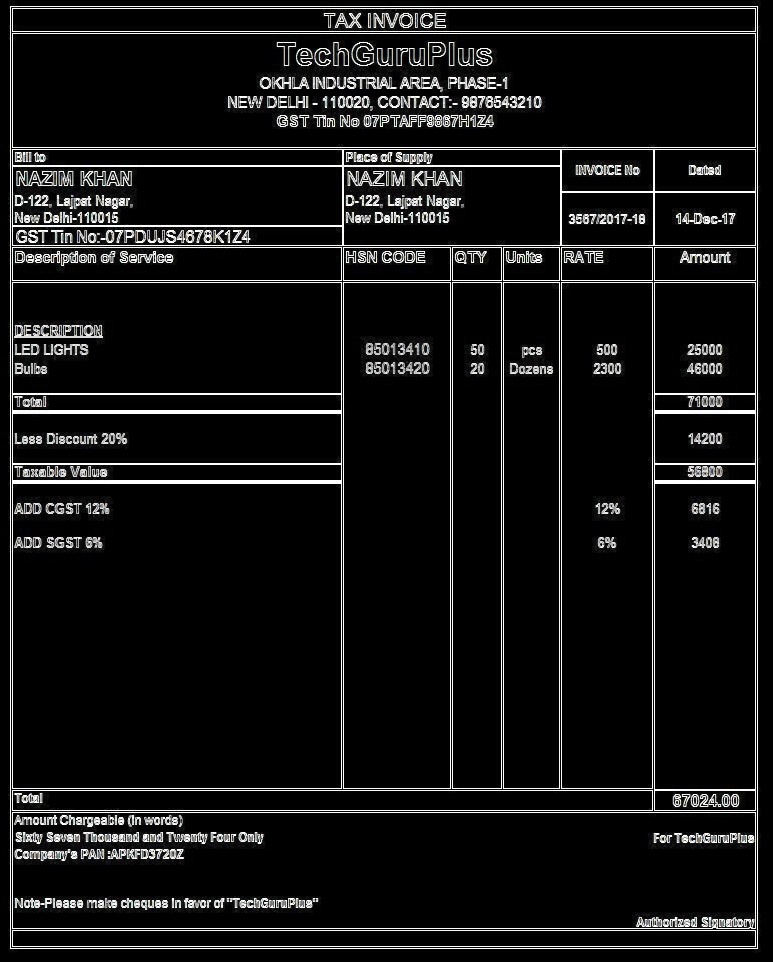 TAX INVOICE
TechGuruPlus
OKHLA INDUSTRIAL AREA, PHASE-1
NEW DELHI - 110020, CONTACT:- 9876543210
GST Tin No 07PTAFF9867H1Z4
Bill to Place of Supply INVOICE No Dated
NAZIM KHAN NAZIM KHAN
D-122, Lajpat Nagar, D-122, Lajpat Nagar,
New Delhi-110015 New Delhi-110015 3567/2017-18 14-Dec-17
GST Tin No:-07PDUJS4678K1Z4
Description of Service HSN CODE QTY Units RATE Amount
DESCRIPTION
LED LIGHTS 85013410 50 pcs 500 25000
Bulbs 85013420 20 Dozens 2300 46000
Total 71000
Less Discount 20% 14200
Taxable Value 56800
ADD CGST 12% 12% 6816
ADD SGST 6% 6% 3408
Total 67024.00
Amount Chargeable (in words)
Sixty Seven Thousand and Twenty Four Only For TechGuruPlus
Company's PAN :APKFD3720Z
Note-Please make cheques in favor of "TechGuruPlus"
Authorized Signatory